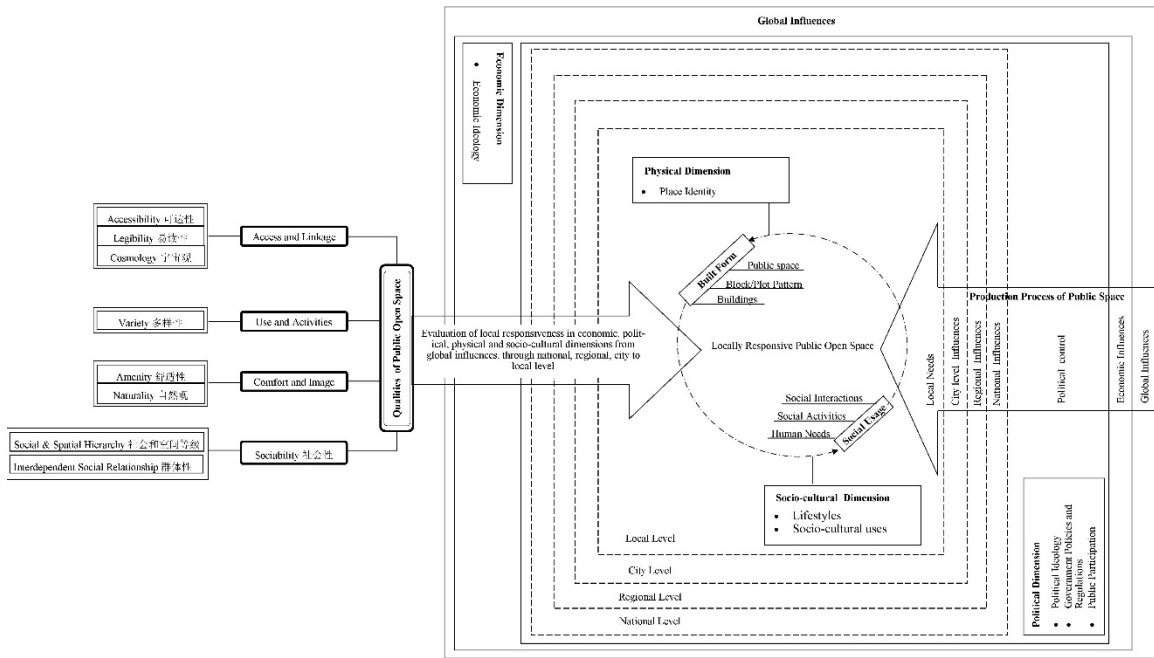 Global Influences
Economic Dimension
• Economic Ideology
Physical Dimension
• Place Identity
Accessibility 可达性
Legibility 易读性
Cosmology 宇宙观
Access and Linkage
Variety 多样性
Use and Activities
Amenity 舒适性
Naturality 自然观
Comfort and Image
Social & Spatial Hierarchy 社会和空间等级
Interdependent Social Relationship 群体性
Sociability 社会性
Qualities of Public Open Space
Evaluation of local responsiveness in economic, polit-
ical, physical and socio-cultural dimensions from
global influences, through national, regional, city to
local level
Built Form
Public space
Block/Plot Pattern
Buildings
Locally Responsive Public Open Space
Social Interactions
Social Activities
Human Needs
Social Usage
Socio-cultural Dimension
• Lifestyles
• Socio-cultural uses
Production Process of Public Space
Local Needs
City level Influences
Regional Influences
National Influences
Political control
Economic Influences
Global Influences
Local Level
City Level
Regional Level
National Level
Political Dimension
• Political Ideology
• Government Policies and
Regulations
• Public Participation